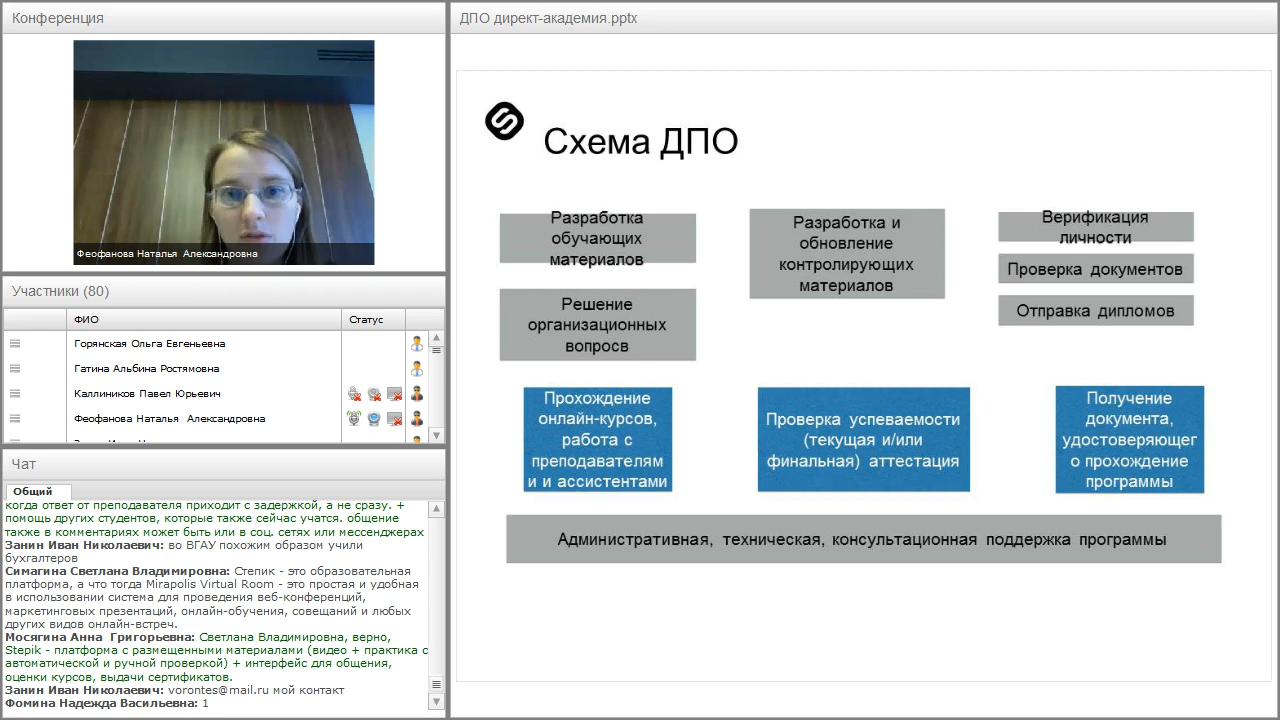 Конференция
Феофанова Наталья Александровна
Участники (80)
ФИО
Статус
Горянская Ольга Евгеньевна
Гатина Альбина Ростямовна
Каллиников Павел Юрьевич
Феофанова Наталья Александровна
Чат
Общий
когда ответ от преподавателя приходит с задержкой, а не сразу. +
помощь других студентов, которые также сейчас учатся. общение
также в комментариях может быть или в соц. сетях или мессенджерах
Занин Иван Николаевич: во ВГАУ похожим образом учили
бухгалтеров
Симагина Светлана Владимировна: Степик - это образовательная
платформа, а что тогда Mirapolis Virtual Room - это простая и удобная
в использовании система для проведения веб-конференций,
маркетинговых презентаций, онлайн-обучения, совещаний и любых
других видов онлайн-встреч.
Мосягина Анна Григорьевна: Светлана Владимировна, верно,
Stepik - платформа с размещенными материалами (видео + практика с
автоматической и ручной проверкой) + интерфейс для общения,
оценки курсов, выдачи сертификатов.
Занин Иван Николаевич: vorontes@mail.ru мой контакт
Фомина Надежда Васильевна: 1
ДПО директ-академия.pptx
Схема ДПО
Разработка
обучающих
материалов
Решение
организационных
вопросв
Разработка и
обновление
контролирующих
материалов
Верификация
личности
Проверка документов
Отправка дипломов
Прохождение
онлайн-курсов,
работа с
преподавателям
и и ассистентами
Проверка успеваемости
(текущая и/или
финальная) аттестация
Получение
документа,
удостоверяющег
о прохождение
программы
Административная, техническая, консультационная поддержка программы